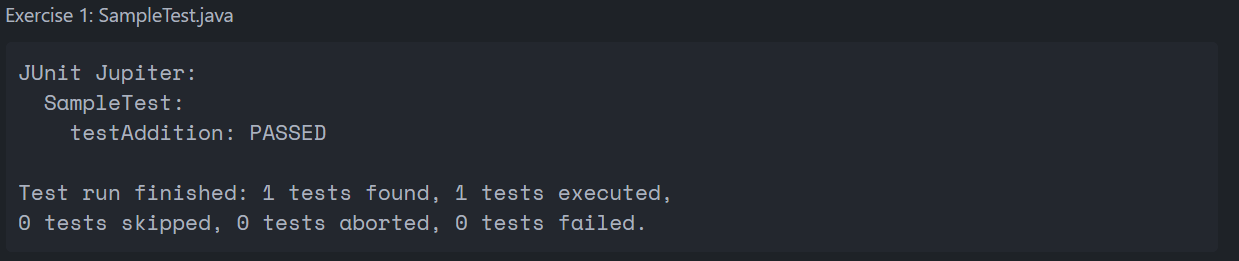 Exercise 1: SampleTest.java
JUnit Jupiter:
SampleTest:
testAddition: PASSED
Test run finished: 1 tests found, 1 tests executed,
0 tests skipped, 0 tests aborted, 0 tests failed.